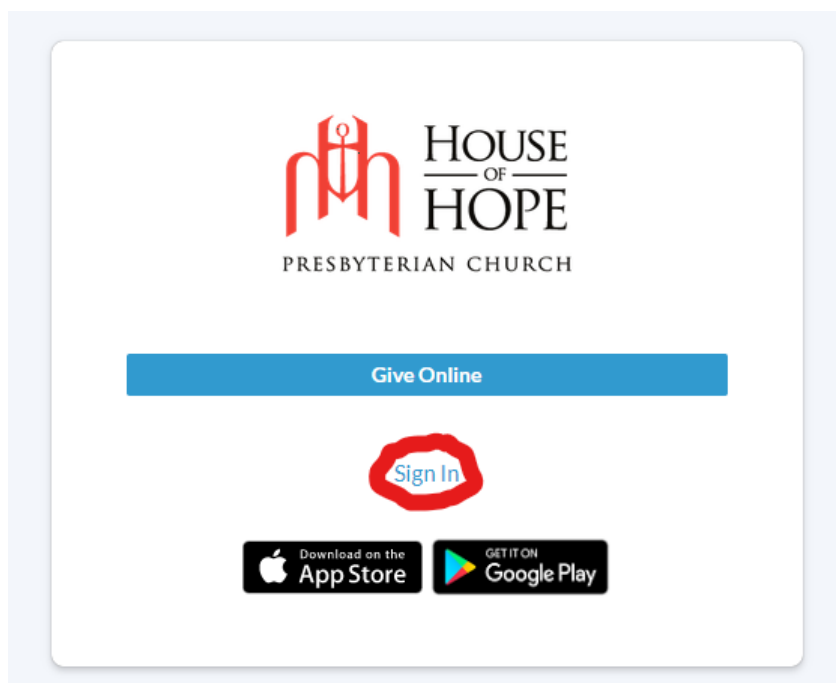 HOUSE
OF
HOPE
PRESBYTERIAN CHURCH
Give Online
Sign In
Download on the
App Store
GET IT ON
Google Play